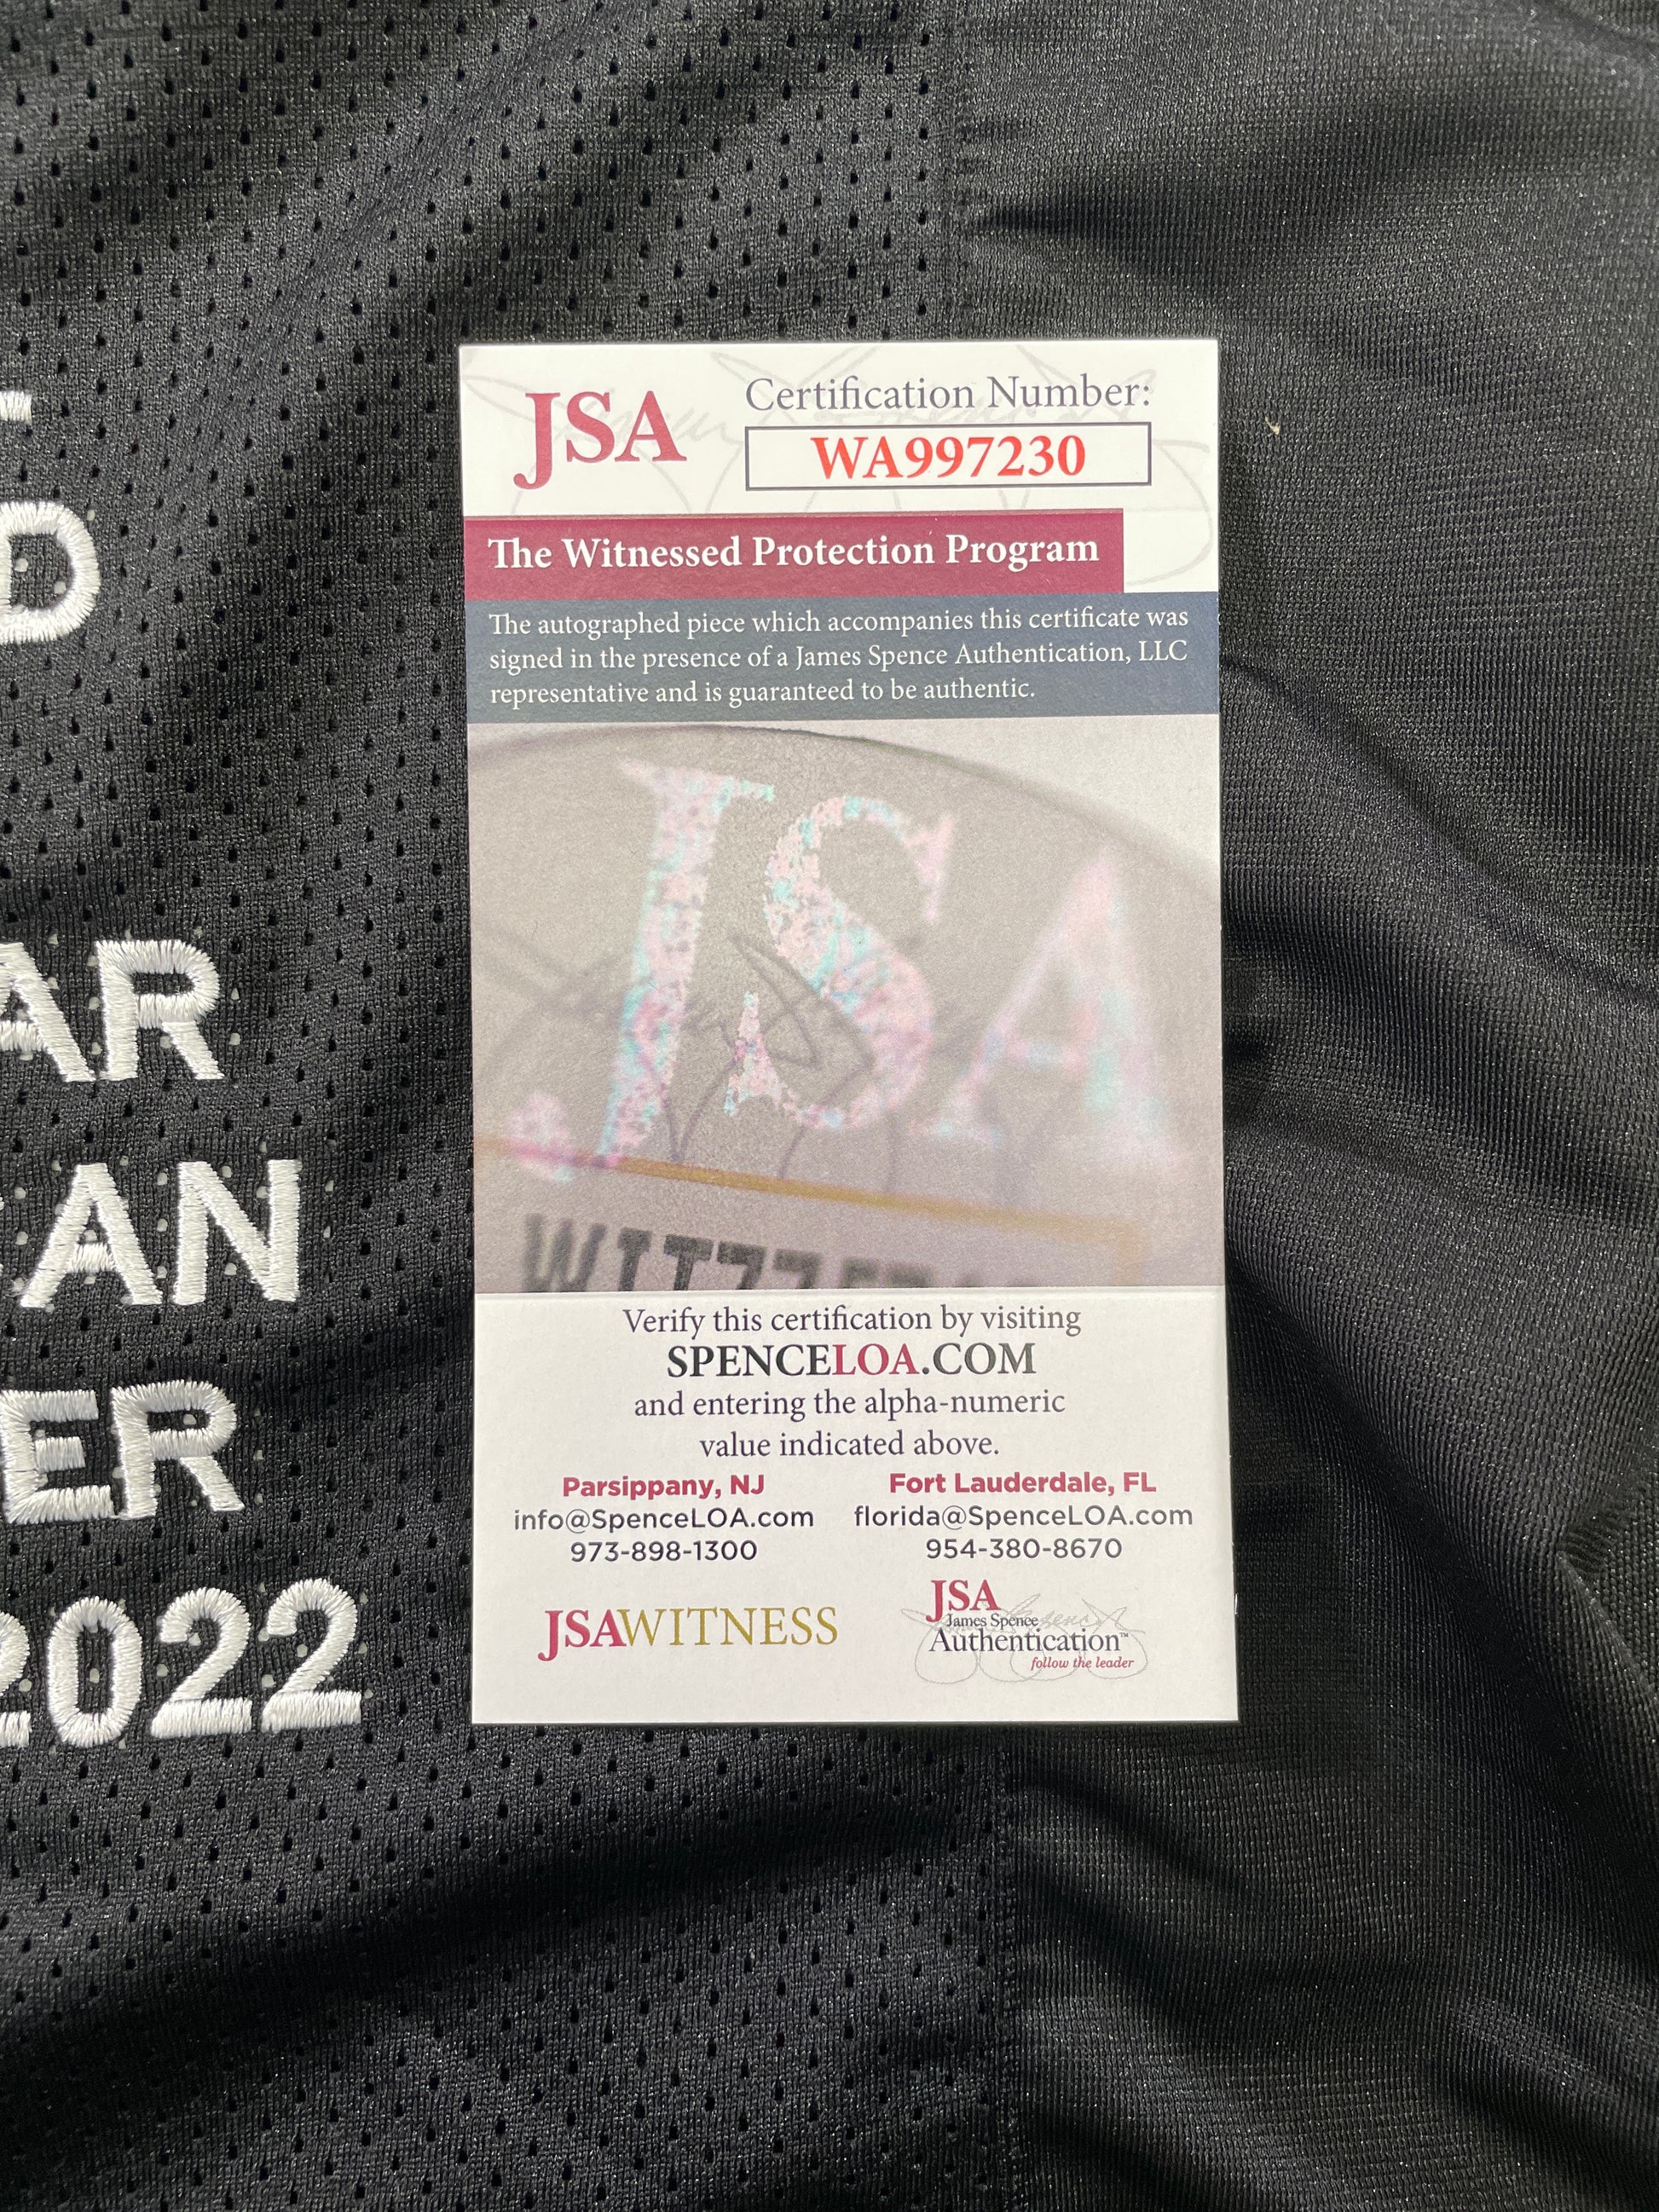 D
AR
AN
ER
2022
JSA
Certification Number:
WA997230
The Witnessed Protection Program
The autographed piece which accompanies this certificate was
signed in the presence of a James Spence Authentication, LLC
representative and is guaranteed to be authentic.
JSA
Verify this certification by visiting
SPENCELOA.COM
and entering the alpha-numeric
value indicated above.
Parsippany, NJ
info@SpenceLOA.com
973-898-1300
Fort Lauderdale, FL
florida@SpenceLOA.com
954-380-8670
JSAWITNESS
JSA
James Spence
Authentication™
follow the leader